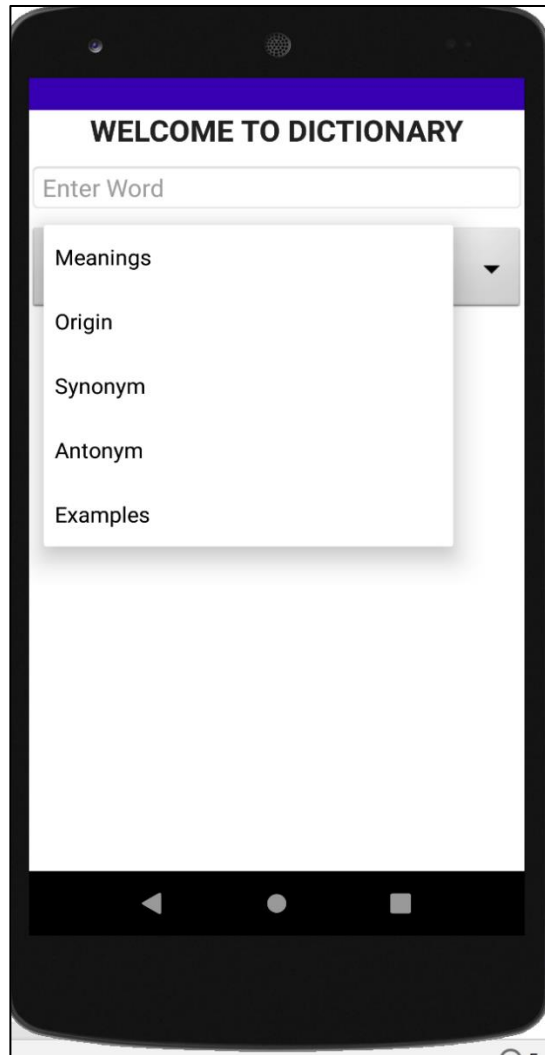 WELCOME TO DICTIONARY
Enter Word
Meanings
Origin
Synonym
Antonym
Examples